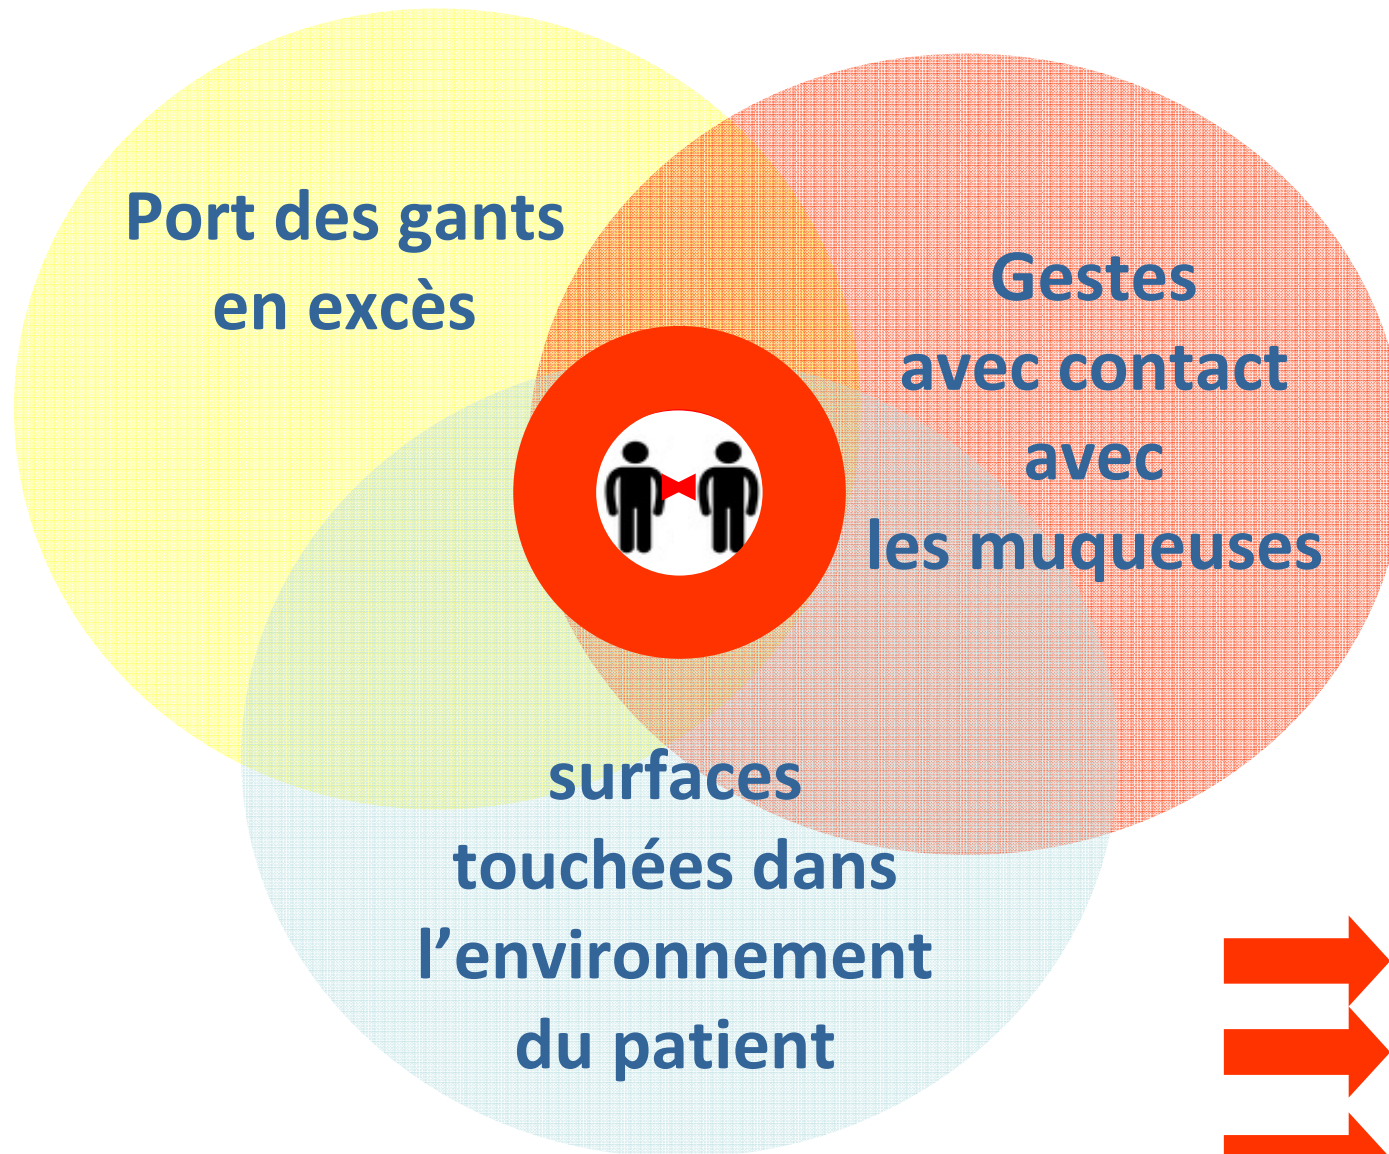 Port des gants
en excès
Gestes
avec contact
avec
les muqueuses
surfaces
touchées dans
l’environnement
du patient